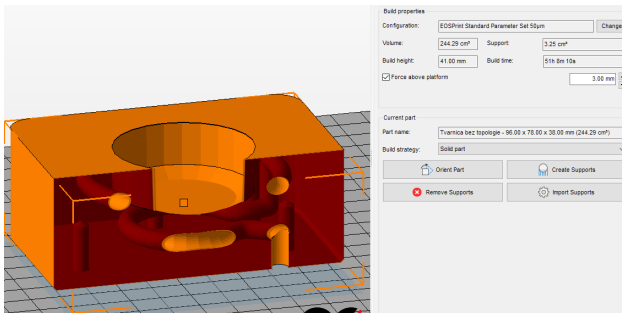 Build properties
Configuration: EOSPrint Standard Parameter Set 50µm Change
Volume: 244.29 cm³ Support: 3.25 cm³
Build height: 41.00 mm Build time: 51h 8m 10s
Force above platform 3.00 mm
Current part
Part name: Tvarnica bez topologie - 96.00 x 78.00 x 38.00 mm (244.29 cm³)
Build strategy: Solid part
Orient Part Create Supports
Remove Supports Import Supports